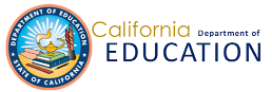 DEPARTMENT OF EDUCATION
STATE OF CALIFORNIA
California Department of
EDUCATION